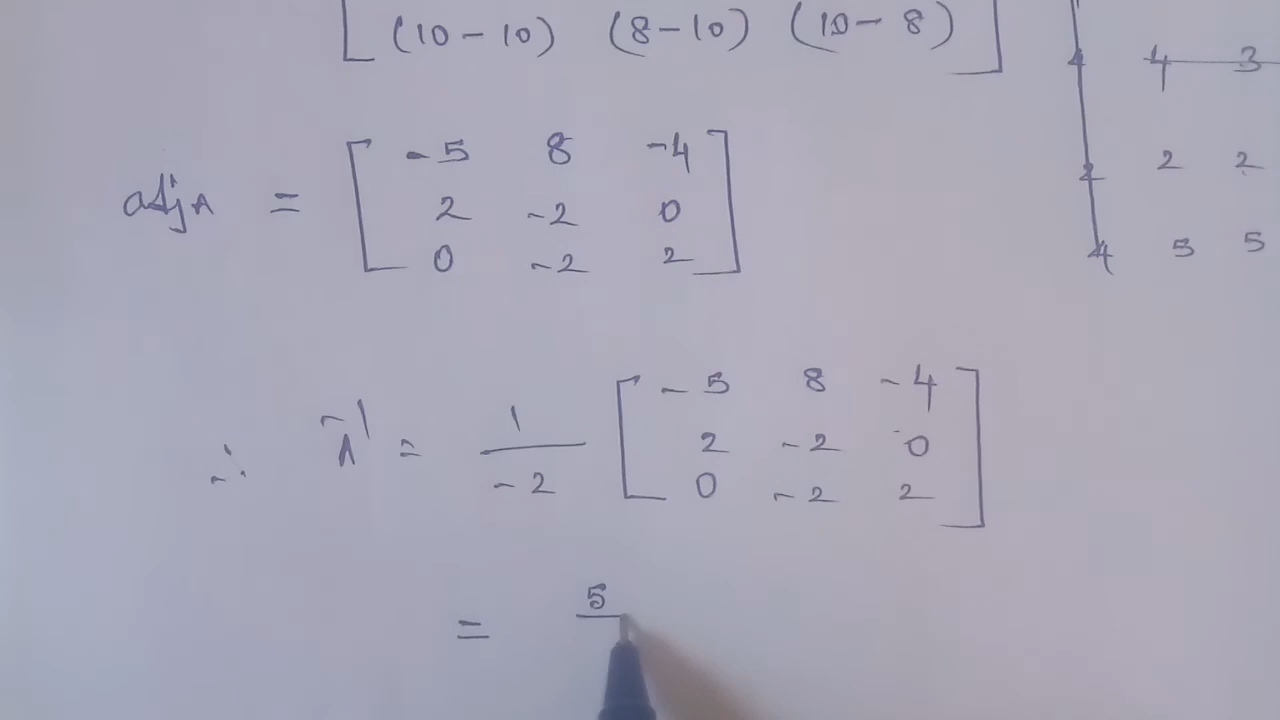 (10 - 10) (8 - 10) (10 - 8)
4 3
adj A = [ -5 8 -4
2 -2 0
0 -2 2 ]
2 2 2
4 5 5
∴ A⁻¹ = 1/-2 [ -5 8 -4
2 -2 0
0 -2 2 ]
= 5